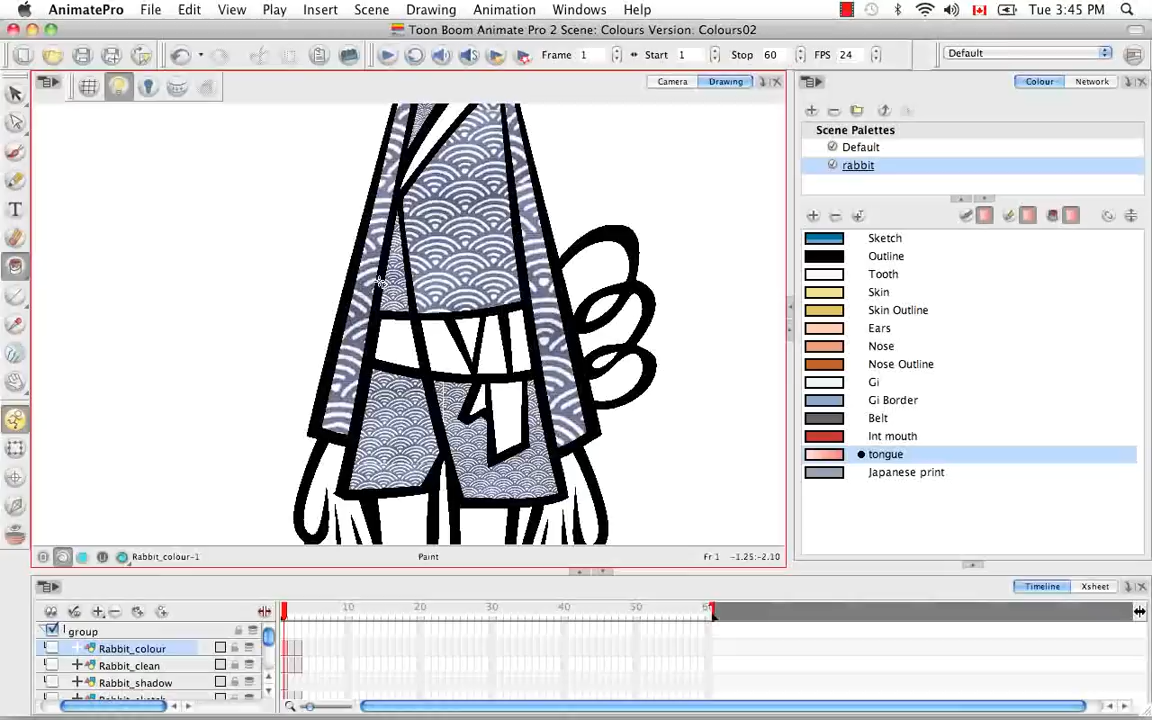 AnimatePro File Edit View Play Insert Scene Drawing Animation Windows Help Tue 3:45 PM
Toon Boom Animate Pro 2 Scene: Colours Version. Colours02
Frame 1 Start 1 Stop 60 FPS 24 Default
Camera Drawing Colour Network
Scene Palettes
Default
rabbit
Sketch
Outline
Tooth
Skin
Skin Outline
Ears
Nose
Nose Outline
Gi
Gi Border
Belt
Int mouth
tongue
Japanese print
Rabbit_colour-1 Paint Fr 1 -1.25:-2.10
Timeline Xsheet
10 20 30 40 50
group
Rabbit_colour
Rabbit_clean
Rabbit_shadow